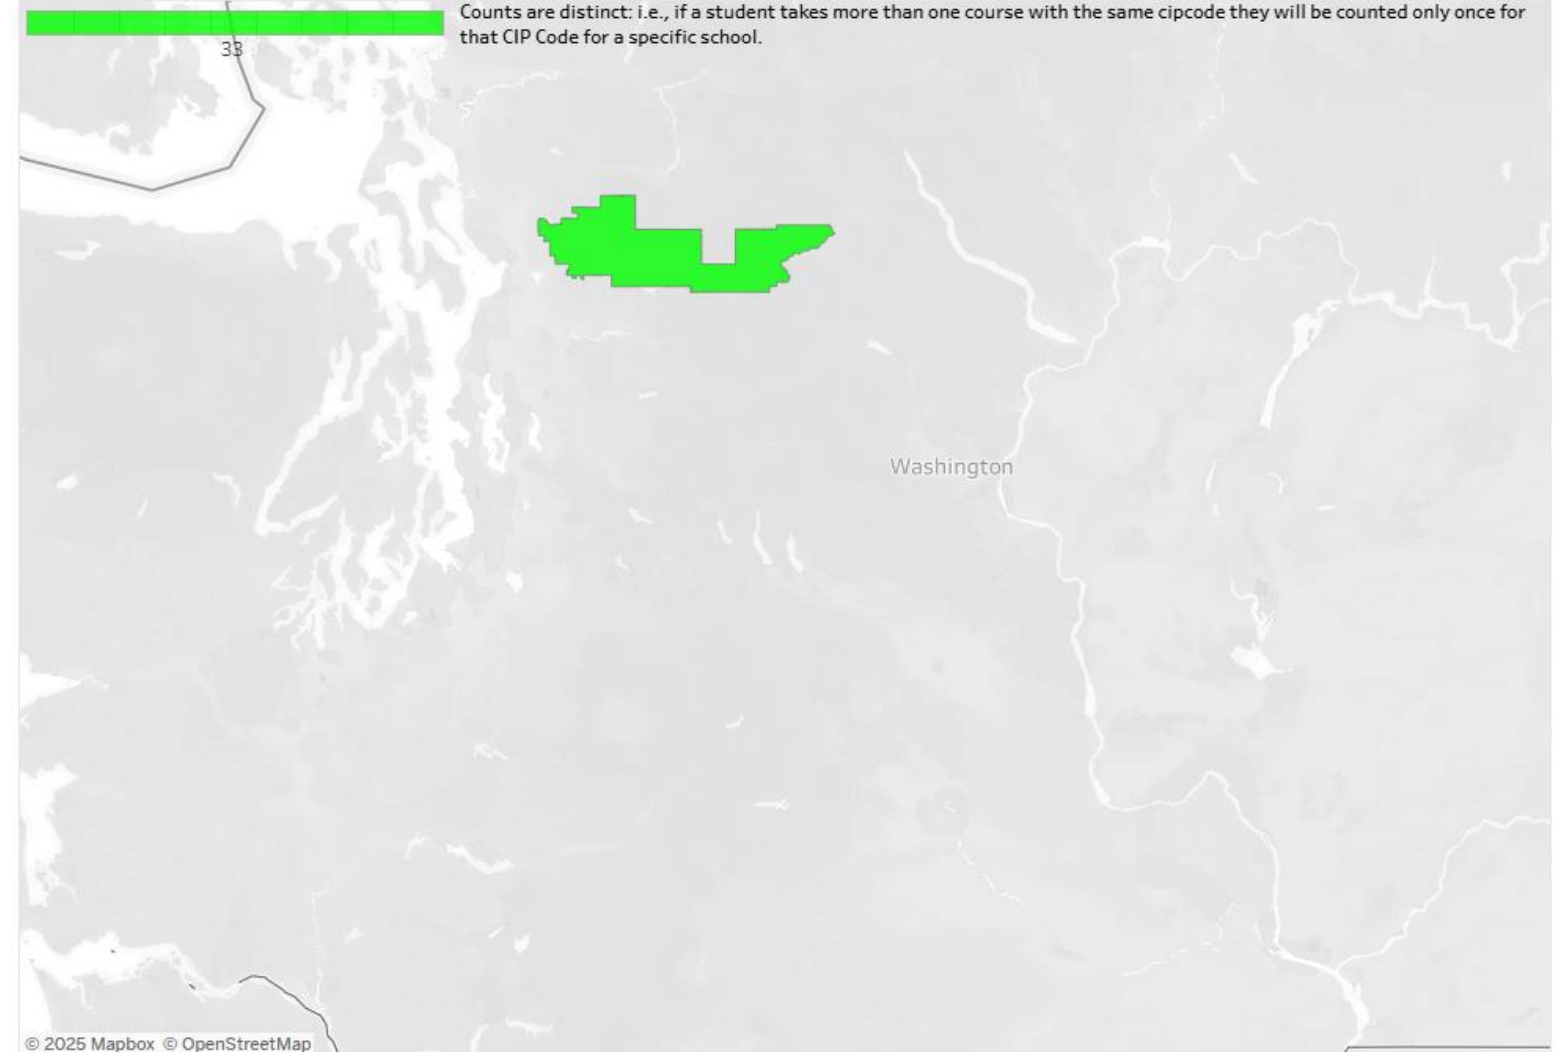 Counts are distinct: i.e., if a student takes more than one course with the same cipcode they will be counted only once for
that CIP Code for a specific school.
33
Washington
© 2025 Mapbox © OpenStreetMap